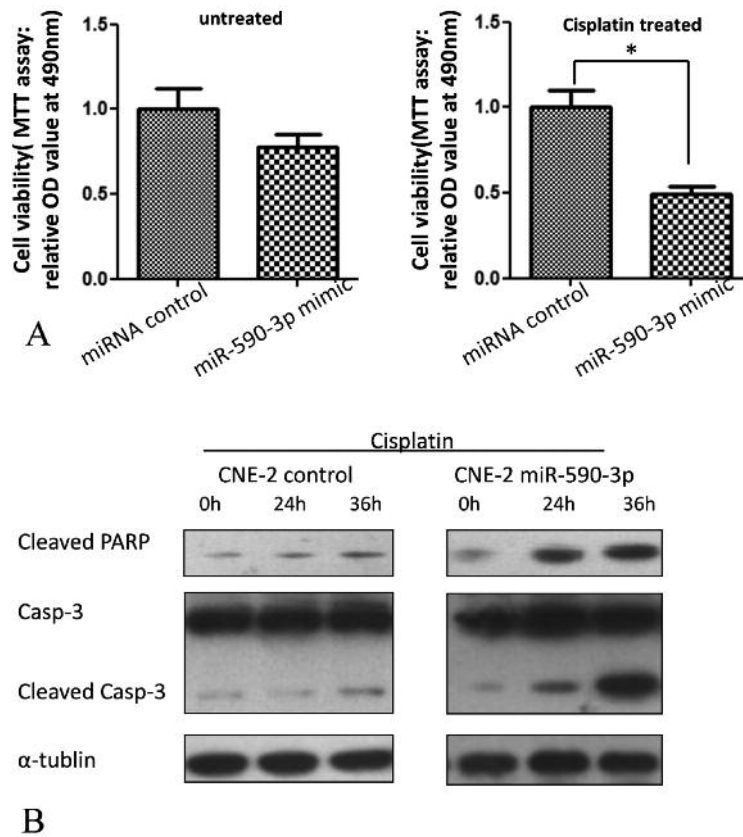 Cell viability( MTT assay:
relative OD value at 490nm)
untreated
1.0
0.5
0.0
miRNA control
miR-590-3p mimic
Cell viability(MTT assay:
relative OD value at 490nm)
Cisplatin treated
*
1.5
1.0
0.5
0.0
miRNA control
miR-590-3p mimic
A
Cisplatin
CNE-2 control
CNE-2 miR-590-3p
0h 24h 36h
0h 24h 36h
Cleaved PARP
Casp-3
Cleaved Casp-3
α-tublin
B